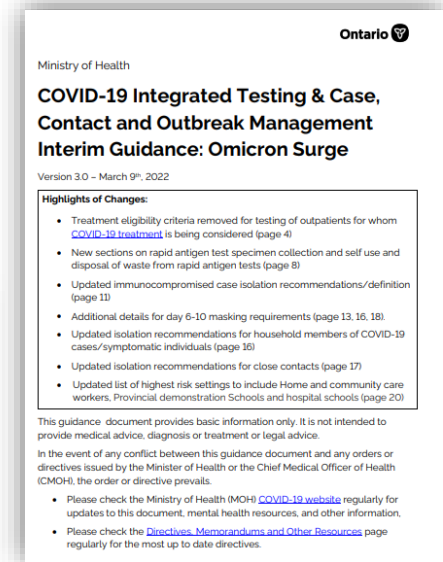 Ontario
Ministry of Health
COVID-19 Integrated Testing & Case,
Contact and Outbreak Management
Interim Guidance: Omicron Surge
Version 3.0 – March 9th, 2022
Highlights of Changes:
• Treatment eligibility criteria removed for testing of outpatients for whom
COVID-19 treatment is being considered (page 4)
• New sections on rapid antigen test specimen collection and self use and
disposal of waste from rapid antigen tests (page 8)
• Updated immunocompromised case isolation recommendations/definition
(page 11)
• Additional details for day 6-10 masking requirements (page 13, 16, 18).
• Updated isolation recommendations for household members of COVID-19
cases/symptomatic individuals (page 16)
• Updated isolation recommendations for close contacts (page 17)
• Updated list of highest risk settings to include Home and community care
workers, Provincial demonstration Schools and hospital schools (page 20)
This guidance document provides basic information only. It is not intended to
provide medical advice, diagnosis or treatment or legal advice.
In the event of any conflict between this guidance document and any orders or
directives issued by the Minister of Health or the Chief Medical Officer of Health
(CMOH), the order or directive prevails.
• Please check the Ministry of Health (MOH) COVID-19 website regularly for
updates to this document, mental health resources, and other information,
• Please check the Directives, Memorandums and Other Resources page
regularly for the most up to date directives.